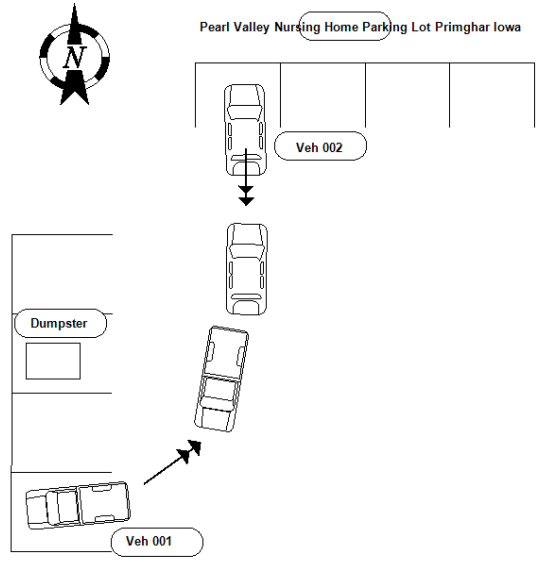 Pearl Valley Nursing Home Parking Lot Primghar Iowa
N
Veh 002
Dumpster
Veh 001